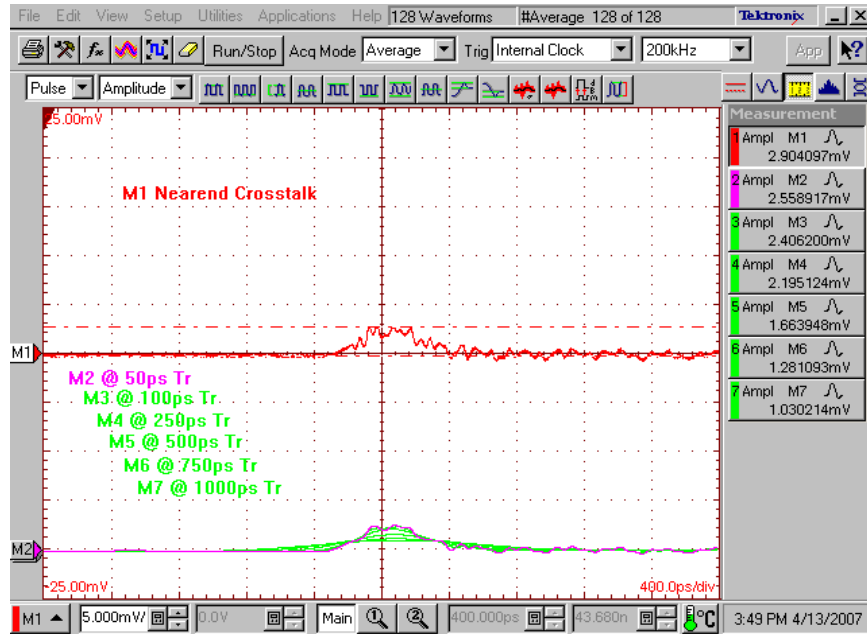 File Edit View Setup Utilities Applications Help 128 Waveforms #Average 128 of 128 Tektronix
Run/Stop Acq Mode Average Trig Internal Clock 200kHz App
Pulse Amplitude
25.00mV
Measurement
1 Ampl M1
2.904097mV
2 Ampl M2
2.558917mV
3 Ampl M3
2.406200mV
4 Ampl M4
2.195124mV
5 Ampl M5
1.663948mV
6 Ampl M6
1.281093mV
7 Ampl M7
1.030214mV
M1 Nearend Crosstalk
M1
M2 @ 50ps Tr
M3 @ 100ps Tr
M4 @ 250ps Tr
M5 @ 500ps Tr
M6 @ 750ps Tr
M7 @ 1000ps Tr
M2
-25.00mV 400.0ps/div
M1 5.000mV/ 0.0V Main 400.000ps 43.680n °C 3:49 PM 4/13/2007